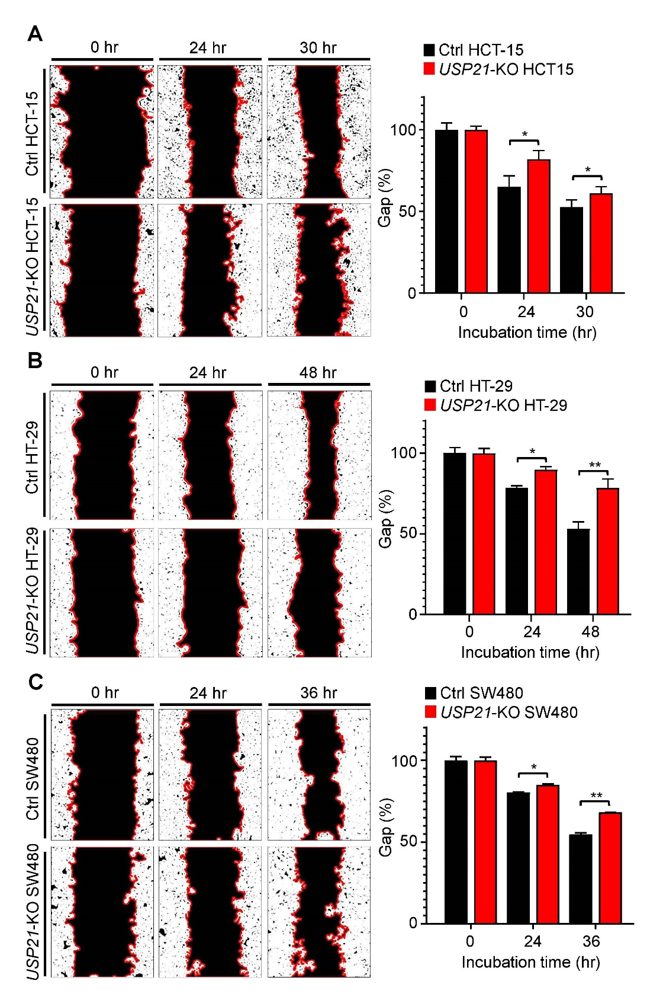 A
0 hr
24 hr
30 hr
Ctrl HCT-15
USP21-KO HCT-15
Ctrl HCT-15
USP21-KO HCT15
Gap (%)
100
50
0
*
*
0
24
30
Incubation time (hr)
B
0 hr
24 hr
48 hr
Ctrl HT-29
USP21-KO HT-29
Ctrl HT-29
USP21-KO HT-29
Gap (%)
100
50
0
*
**
0
24
48
Incubation time (hr)
C
0 hr
24 hr
36 hr
Ctrl SW480
USP21-KO SW480
Ctrl SW480
USP21-KO SW480
Gap (%)
100
50
0
*
**
0
24
36
Incubation time (hr)